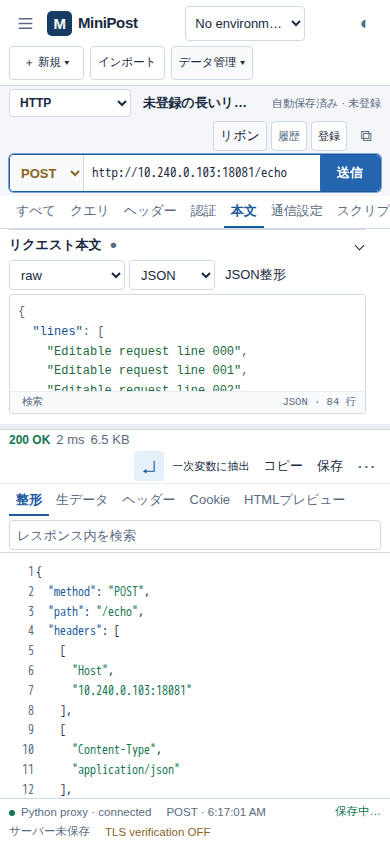 M MiniPost No environm…
＋ 新規 ▾ インポート データ管理 ▾
HTTP 未登録の長いリ… 自動保存済み · 未登録
リボン 履歴 登録
POST http://10.240.0.103:18081/echo 送信
すべて クエリ ヘッダー 認証 本文 通信設定 スクリプ
リクエスト本文
raw JSON JSON整形
{
"lines": [
"Editable request line 000",
"Editable request line 001",
"Editable request line 002"
検索 JSON · 84 行
200 OK 2 ms 6.5 KB
一次変数に抽出 コピー 保存 ···
整形 生データ ヘッダー Cookie HTMLプレビュー
レスポンス内を検索
1 {
2 "method": "POST",
3 "path": "/echo",
4 "headers": [
5 [
6 "Host",
7 "10.240.0.103:18081"
8 ],
9 [
10 "Content-Type",
11 "application/json"
12 ],
Python proxy · connected POST · 6:17:01 AM 保存中…
サーバー未保存 TLS verification OFF